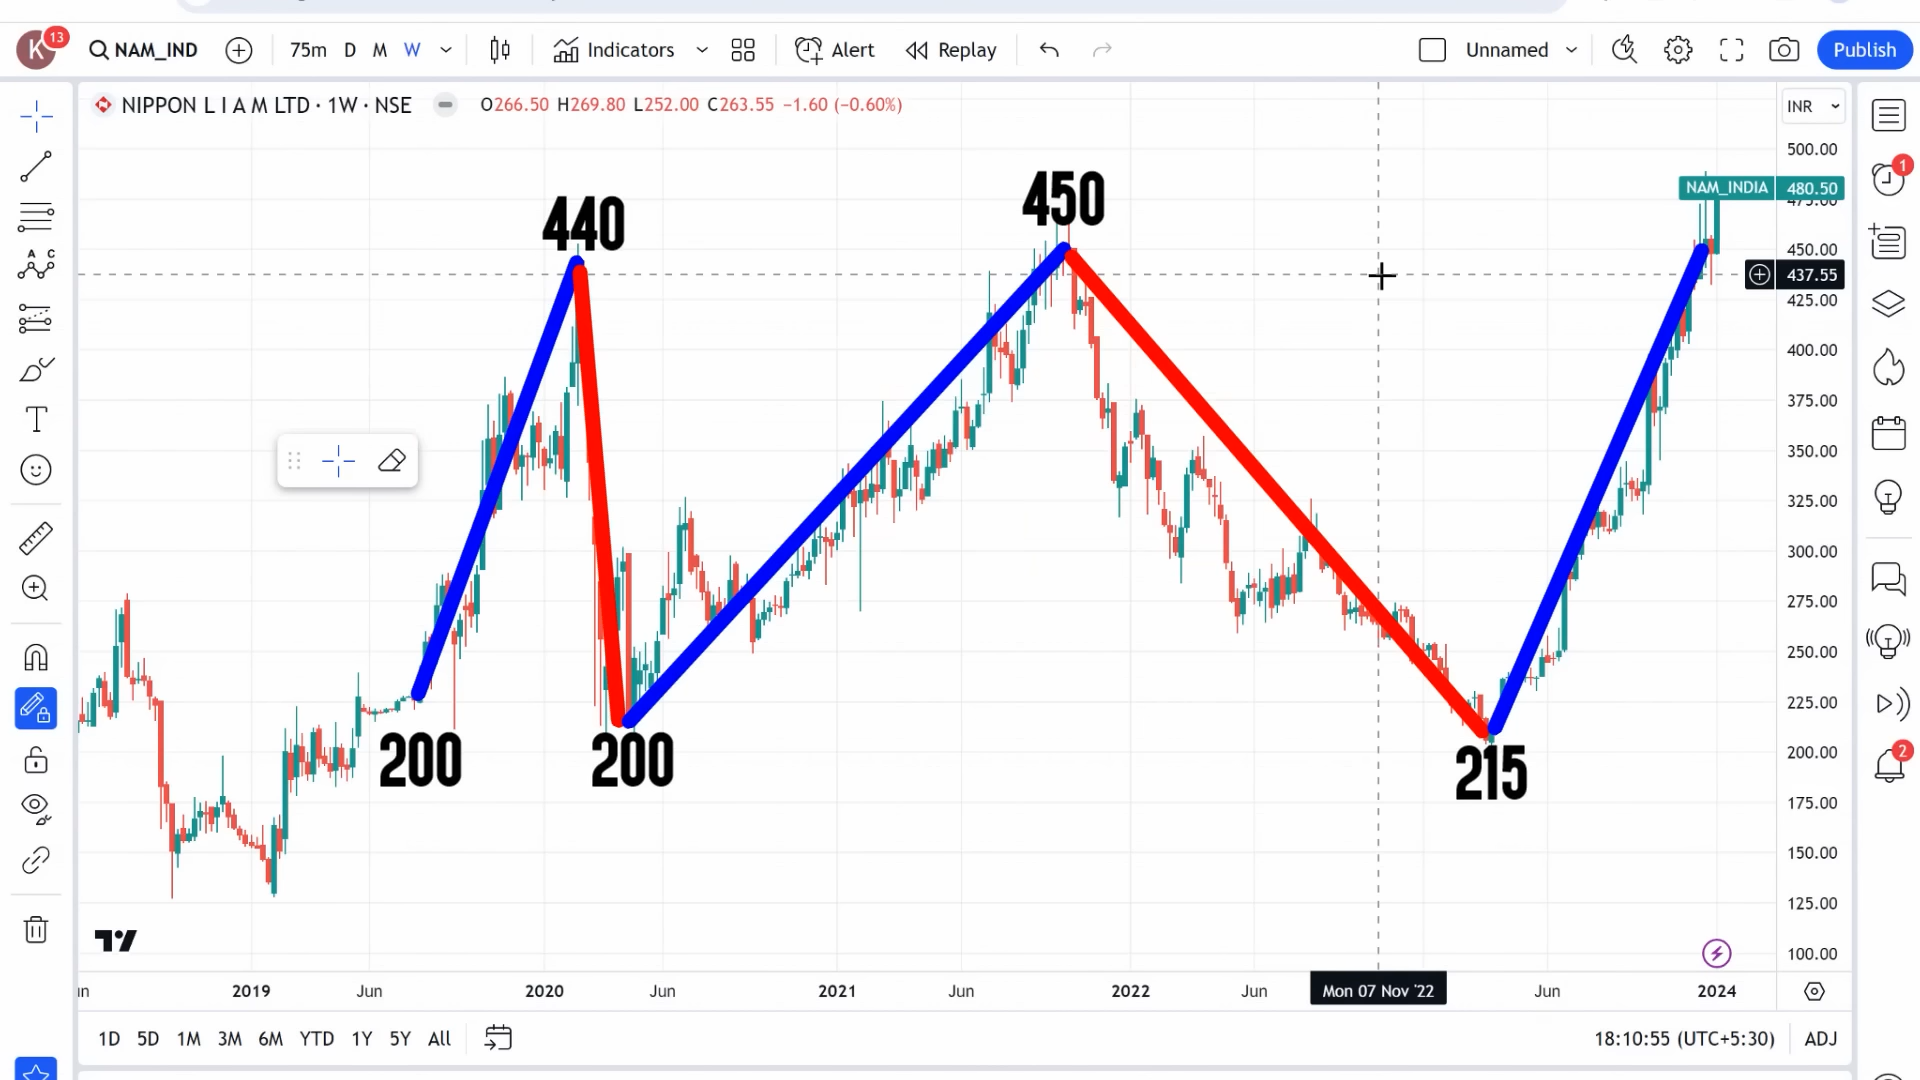 K
13
NAM_IND
75m D M W
Indicators
Alert
Replay
Unnamed
Publish
NIPPON L I A M LTD · 1W · NSE
O266.50 H269.80 L252.00 C263.55 −1.60 (−0.60%)
INR
500.00
NAM_INDIA 480.50
475.00
450.00
437.55
425.00
400.00
375.00
350.00
325.00
300.00
275.00
250.00
225.00
200.00
175.00
150.00
125.00
100.00
440
450
200
200
215
A C
B
T
1
2
2019 Jun 2020 Jun 2021 Jun 2022 Jun Mon 07 Nov '22 Jun 2024
1D 5D 1M 3M 6M YTD 1Y 5Y All
18:10:55 (UTC+5:30) ADJ